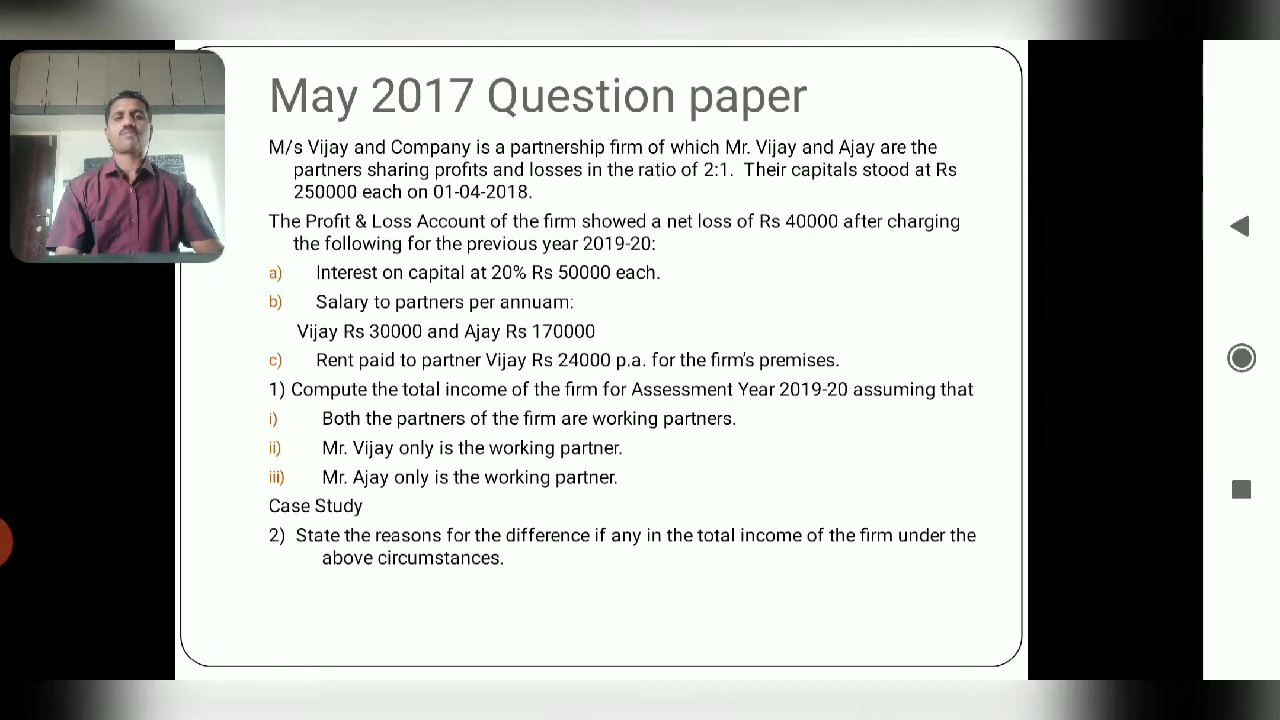 May 2017 Question paper
M/s Vijay and Company is a partnership firm of which Mr. Vijay and Ajay are the
partners sharing profits and losses in the ratio of 2:1. Their capitals stood at Rs
250000 each on 01-04-2018.
The Profit & Loss Account of the firm showed a net loss of Rs 40000 after charging
the following for the previous year 2019-20:
a) Interest on capital at 20% Rs 50000 each.
b) Salary to partners per annuam:
Vijay Rs 30000 and Ajay Rs 170000
c) Rent paid to partner Vijay Rs 24000 p.a. for the firm's premises.
1) Compute the total income of the firm for Assessment Year 2019-20 assuming that
i) Both the partners of the firm are working partners.
ii) Mr. Vijay only is the working partner.
iii) Mr. Ajay only is the working partner.
Case Study
2) State the reasons for the difference if any in the total income of the firm under the
above circumstances.